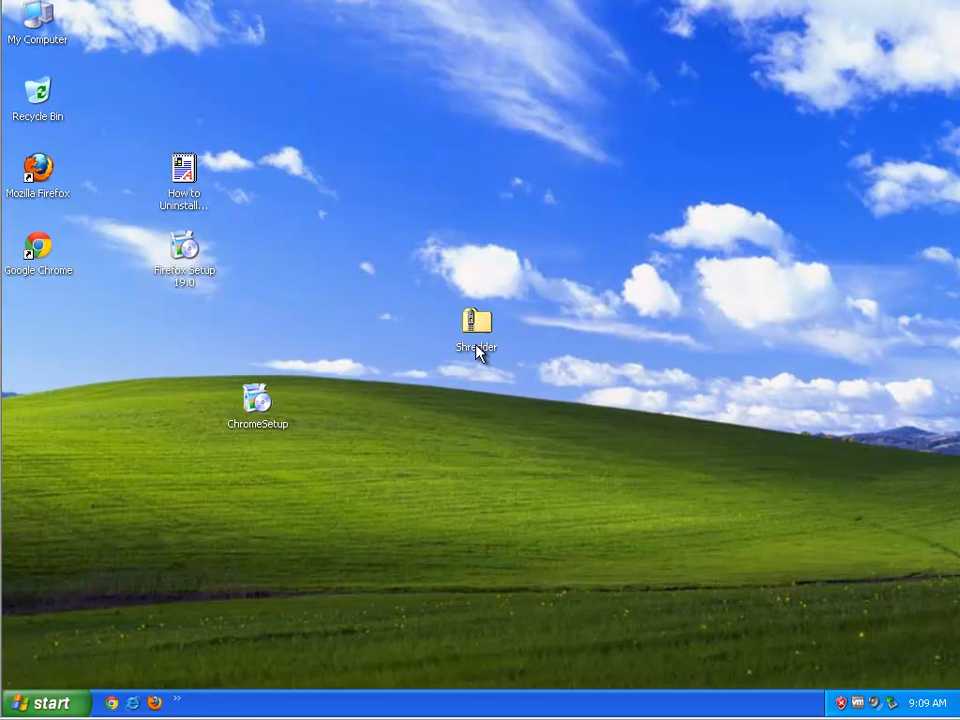 My Computer
Recycle Bin
Mozilla Firefox
How to
Uninstall...
Google Chrome
Firefox Setup
19.0
Shredder
ChromeSetup
start
»
vm
9:09 AM